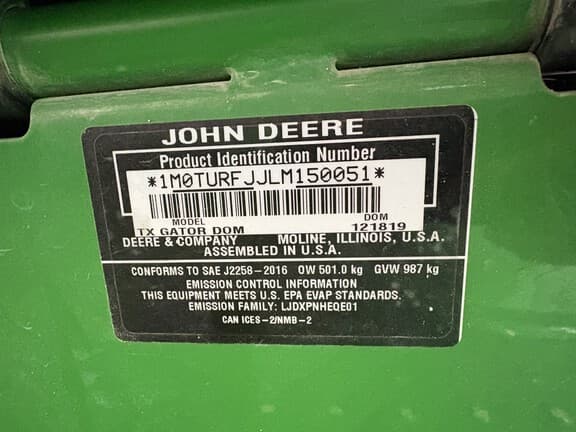 JOHN DEERE
Product Identification Number
*1M0TURFJJLM150051*
MODEL DOM
TX GATOR DOM 121819
DEERE & COMPANY MOLINE, ILLINOIS, U.S.A.
ASSEMBLED IN U.S.A.
CONFORMS TO SAE J2258-2016 OW 501.0 kg GVW 987 kg
EMISSION CONTROL INFORMATION
THIS EQUIPMENT MEETS U.S. EPA EVAP STANDARDS.
EMISSION FAMILY: LJDXPNHEQE01
CAN ICES-2/NMB-2